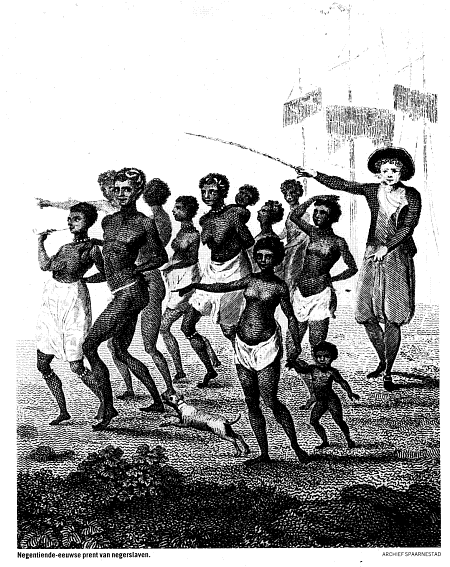 Negentiende-eeuwse prent van negerslaven.
ARCHIEF SPAARNESTAD